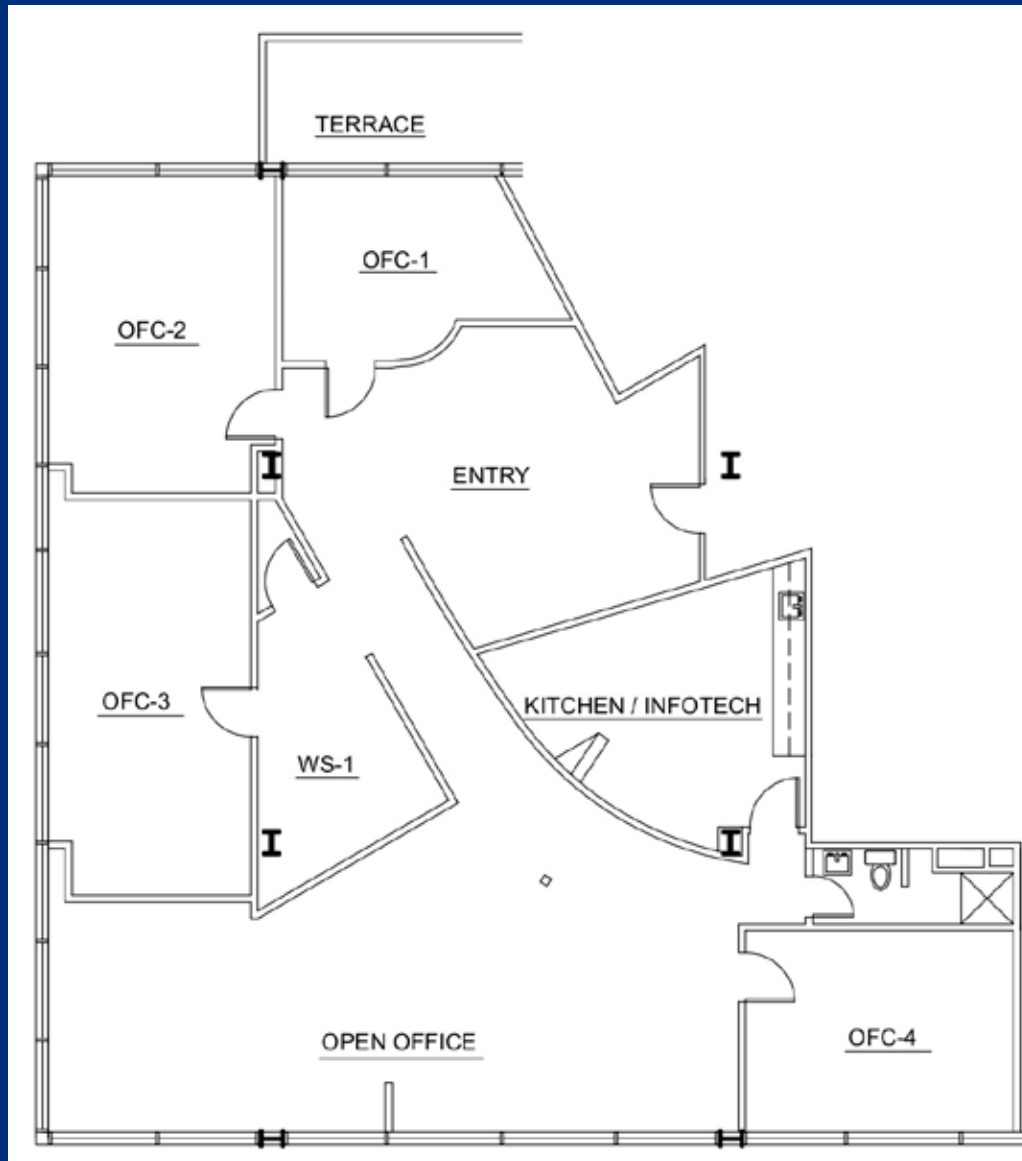 TERRACE
OFC-1
OFC-2
ENTRY
OFC-3
KITCHEN / INFOTECH
WS-1
OPEN OFFICE
OFC-4